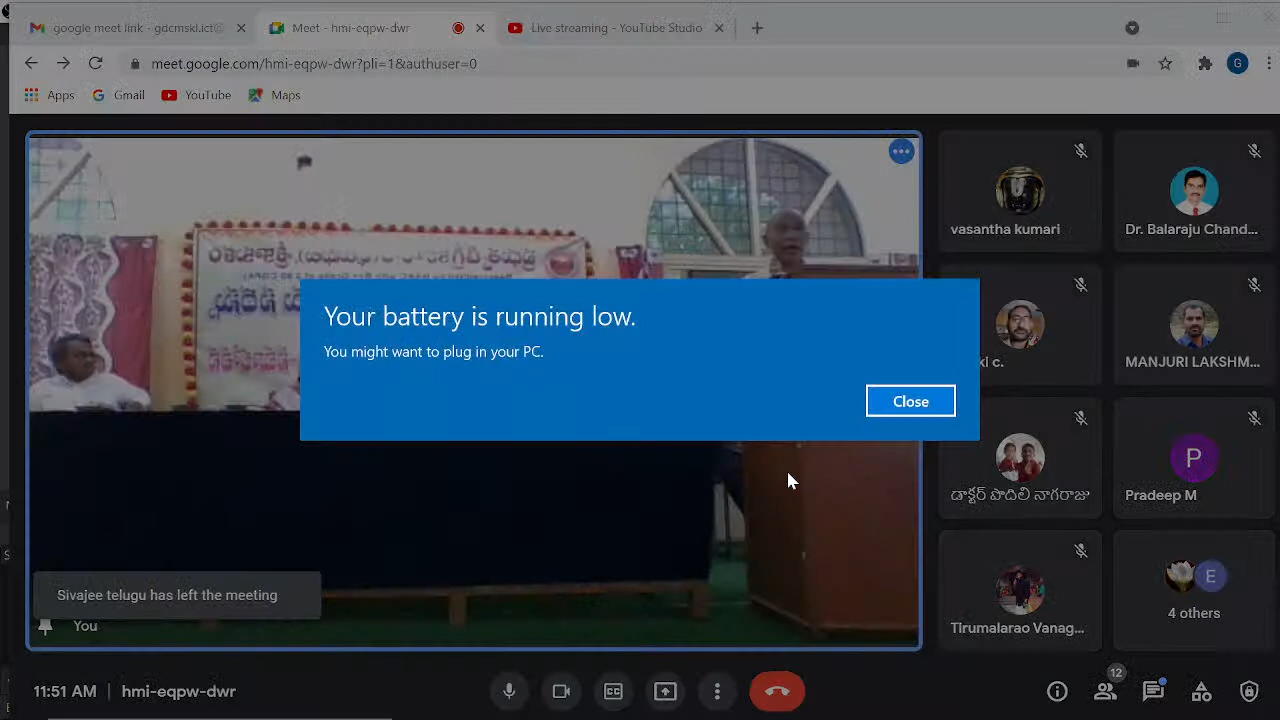 google meet link - gdcmskl.ict@
Meet - hmi-eqpw-dwr
Live streaming - YouTube Studio
meet.google.com/hmi-eqpw-dwr?pli=1&authuser=0
G
Apps
Gmail
YouTube
Maps
vasantha kumari
Dr. Balaraju Chand...
Your battery is running low.
You might want to plug in your PC.
Close
ki c.
MANJURI LAKSHM...
డాక్టర్ పొదిలి నాగరాజు
P
Pradeep M
Sivajee telugu has left the meeting
You
Tirumalarao Vanag...
E
4 others
11:51 AM | hmi-eqpw-dwr
12